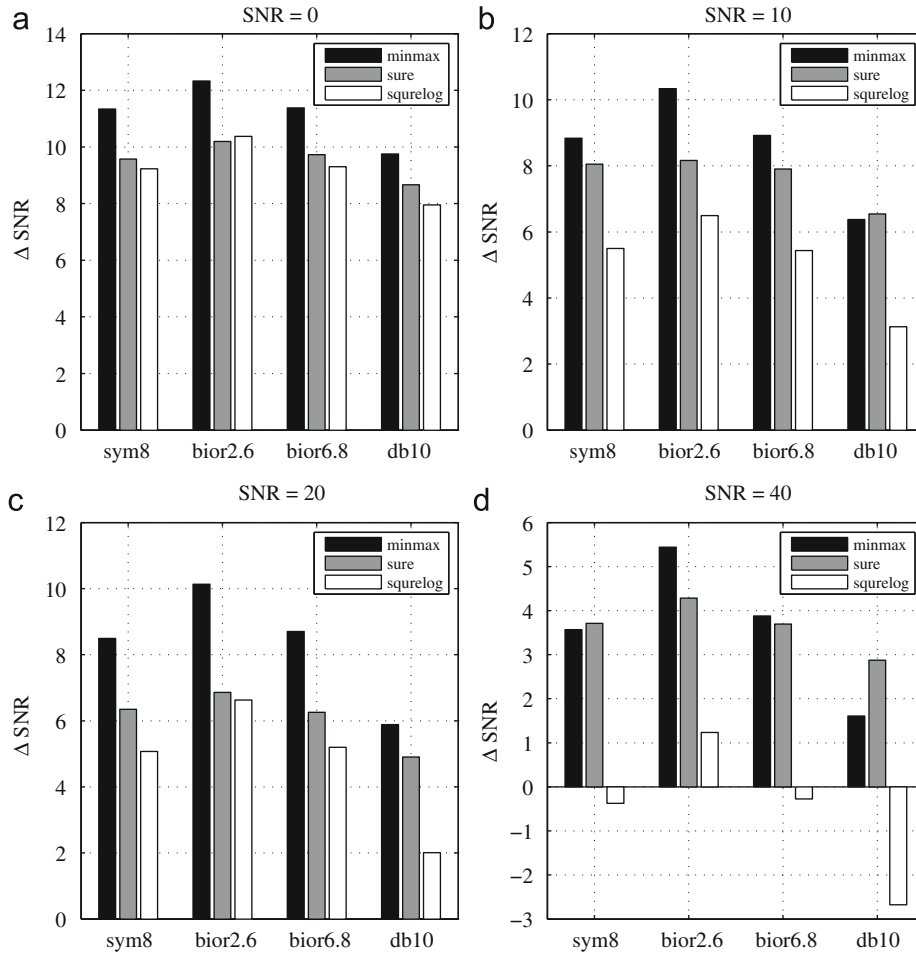 a
SNR = 0
14
12
10
8
6
4
2
0
Δ SNR
minmax
sure
squrelog
sym8
bior2.6
bior6.8
db10
b
SNR = 10
12
10
8
6
4
2
0
Δ SNR
minmax
sure
squrelog
sym8
bior2.6
bior6.8
db10
c
SNR = 20
12
10
8
6
4
2
0
Δ SNR
minmax
sure
squrelog
sym8
bior2.6
bior6.8
db10
d
SNR = 40
6
5
4
3
2
1
0
−1
−2
−3
Δ SNR
minmax
sure
squrelog
sym8
bior2.6
bior6.8
db10